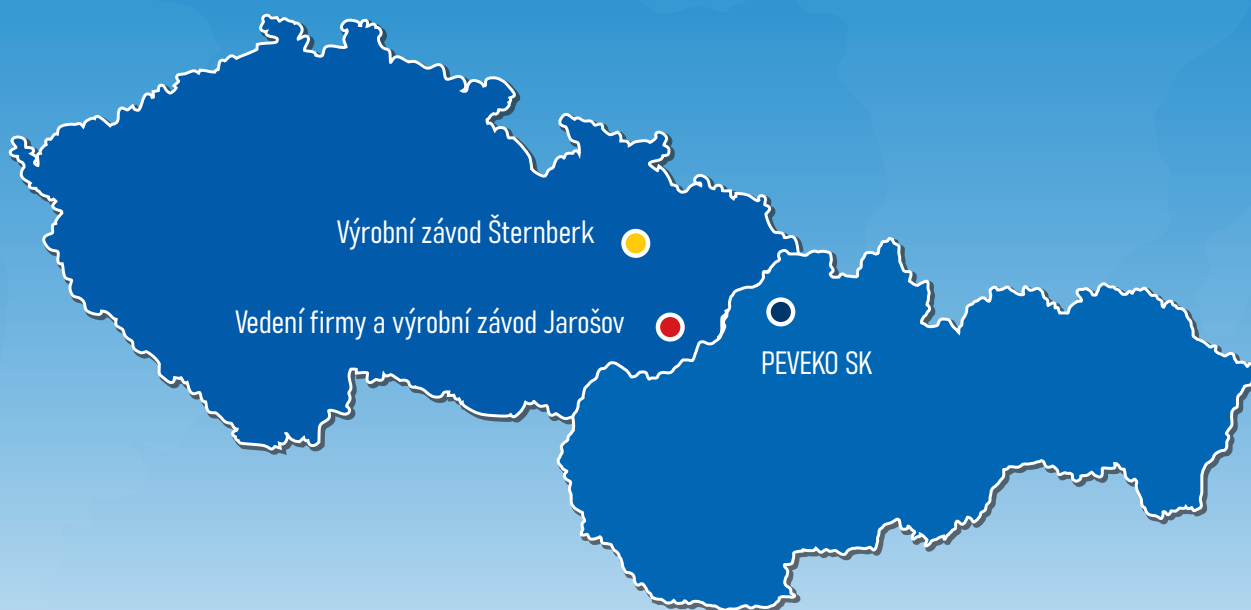 Výrobní závod Šternberk
Vedení firmy a výrobní závod Jarošov
PEVEKO SK